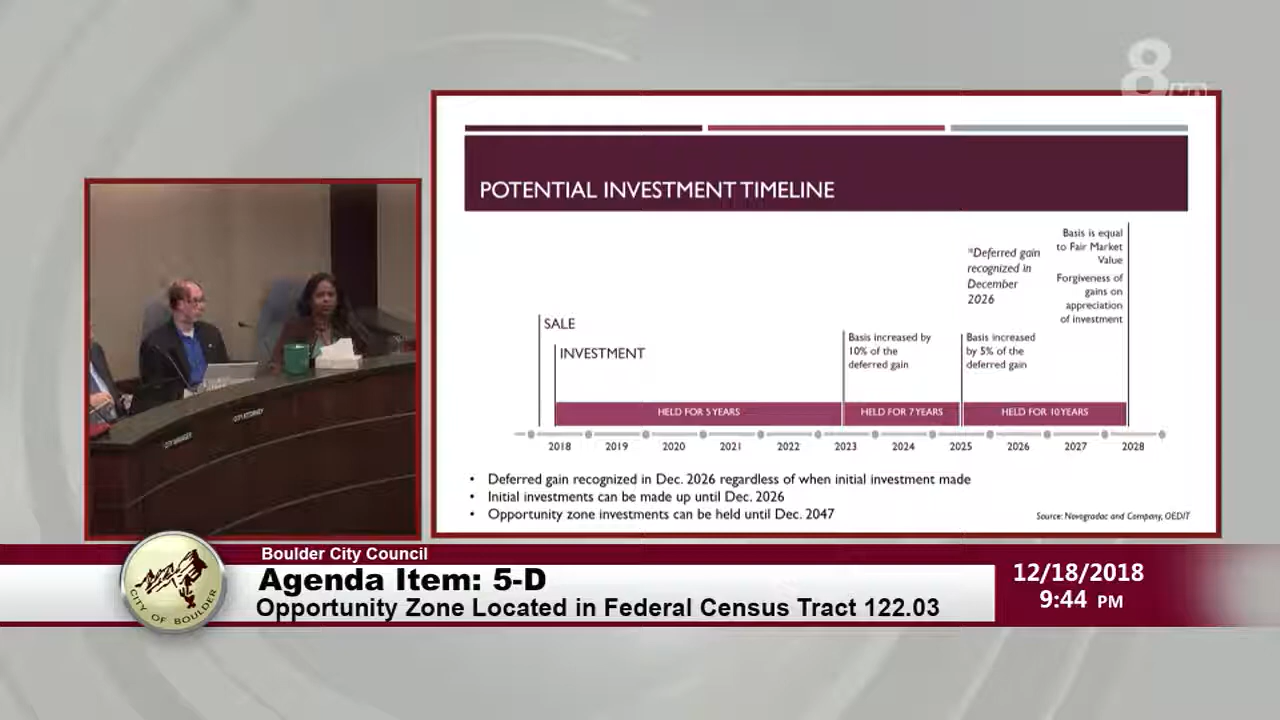 8
HD
POTENTIAL INVESTMENT TIMELINE
Basis is equal
to Fair Market
Value
Forgiveness of
gains on
appreciation
of investment
*Deferred gain
recognized in
December
2026
SALE
INVESTMENT
Basis increased by
10% of the
deferred gain
Basis increased
by 5% of the
deferred gain
HELD FOR 5 YEARS
HELD FOR 7 YEARS
HELD FOR 10 YEARS
2018 2019 2020 2021 2022 2023 2024 2025 2026 2027 2028
• Deferred gain recognized in Dec. 2026 regardless of when initial investment made
• Initial investments can be made up until Dec. 2026
• Opportunity zone investments can be held until Dec. 2047
Source: Novogradac and Company, OEDIT
CITY MANAGER
CITY ATTORNEY
Boulder City Council
Agenda Item: 5-D
Opportunity Zone Located in Federal Census Tract 122.03
12/18/2018
9:44 PM
CITY OF BOULDER